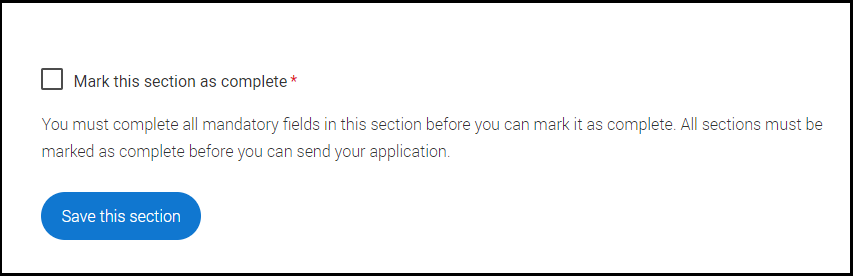 Mark this section as complete *
You must complete all mandatory fields in this section before you can mark it as complete. All sections must be
marked as complete before you can send your application.
Save this section